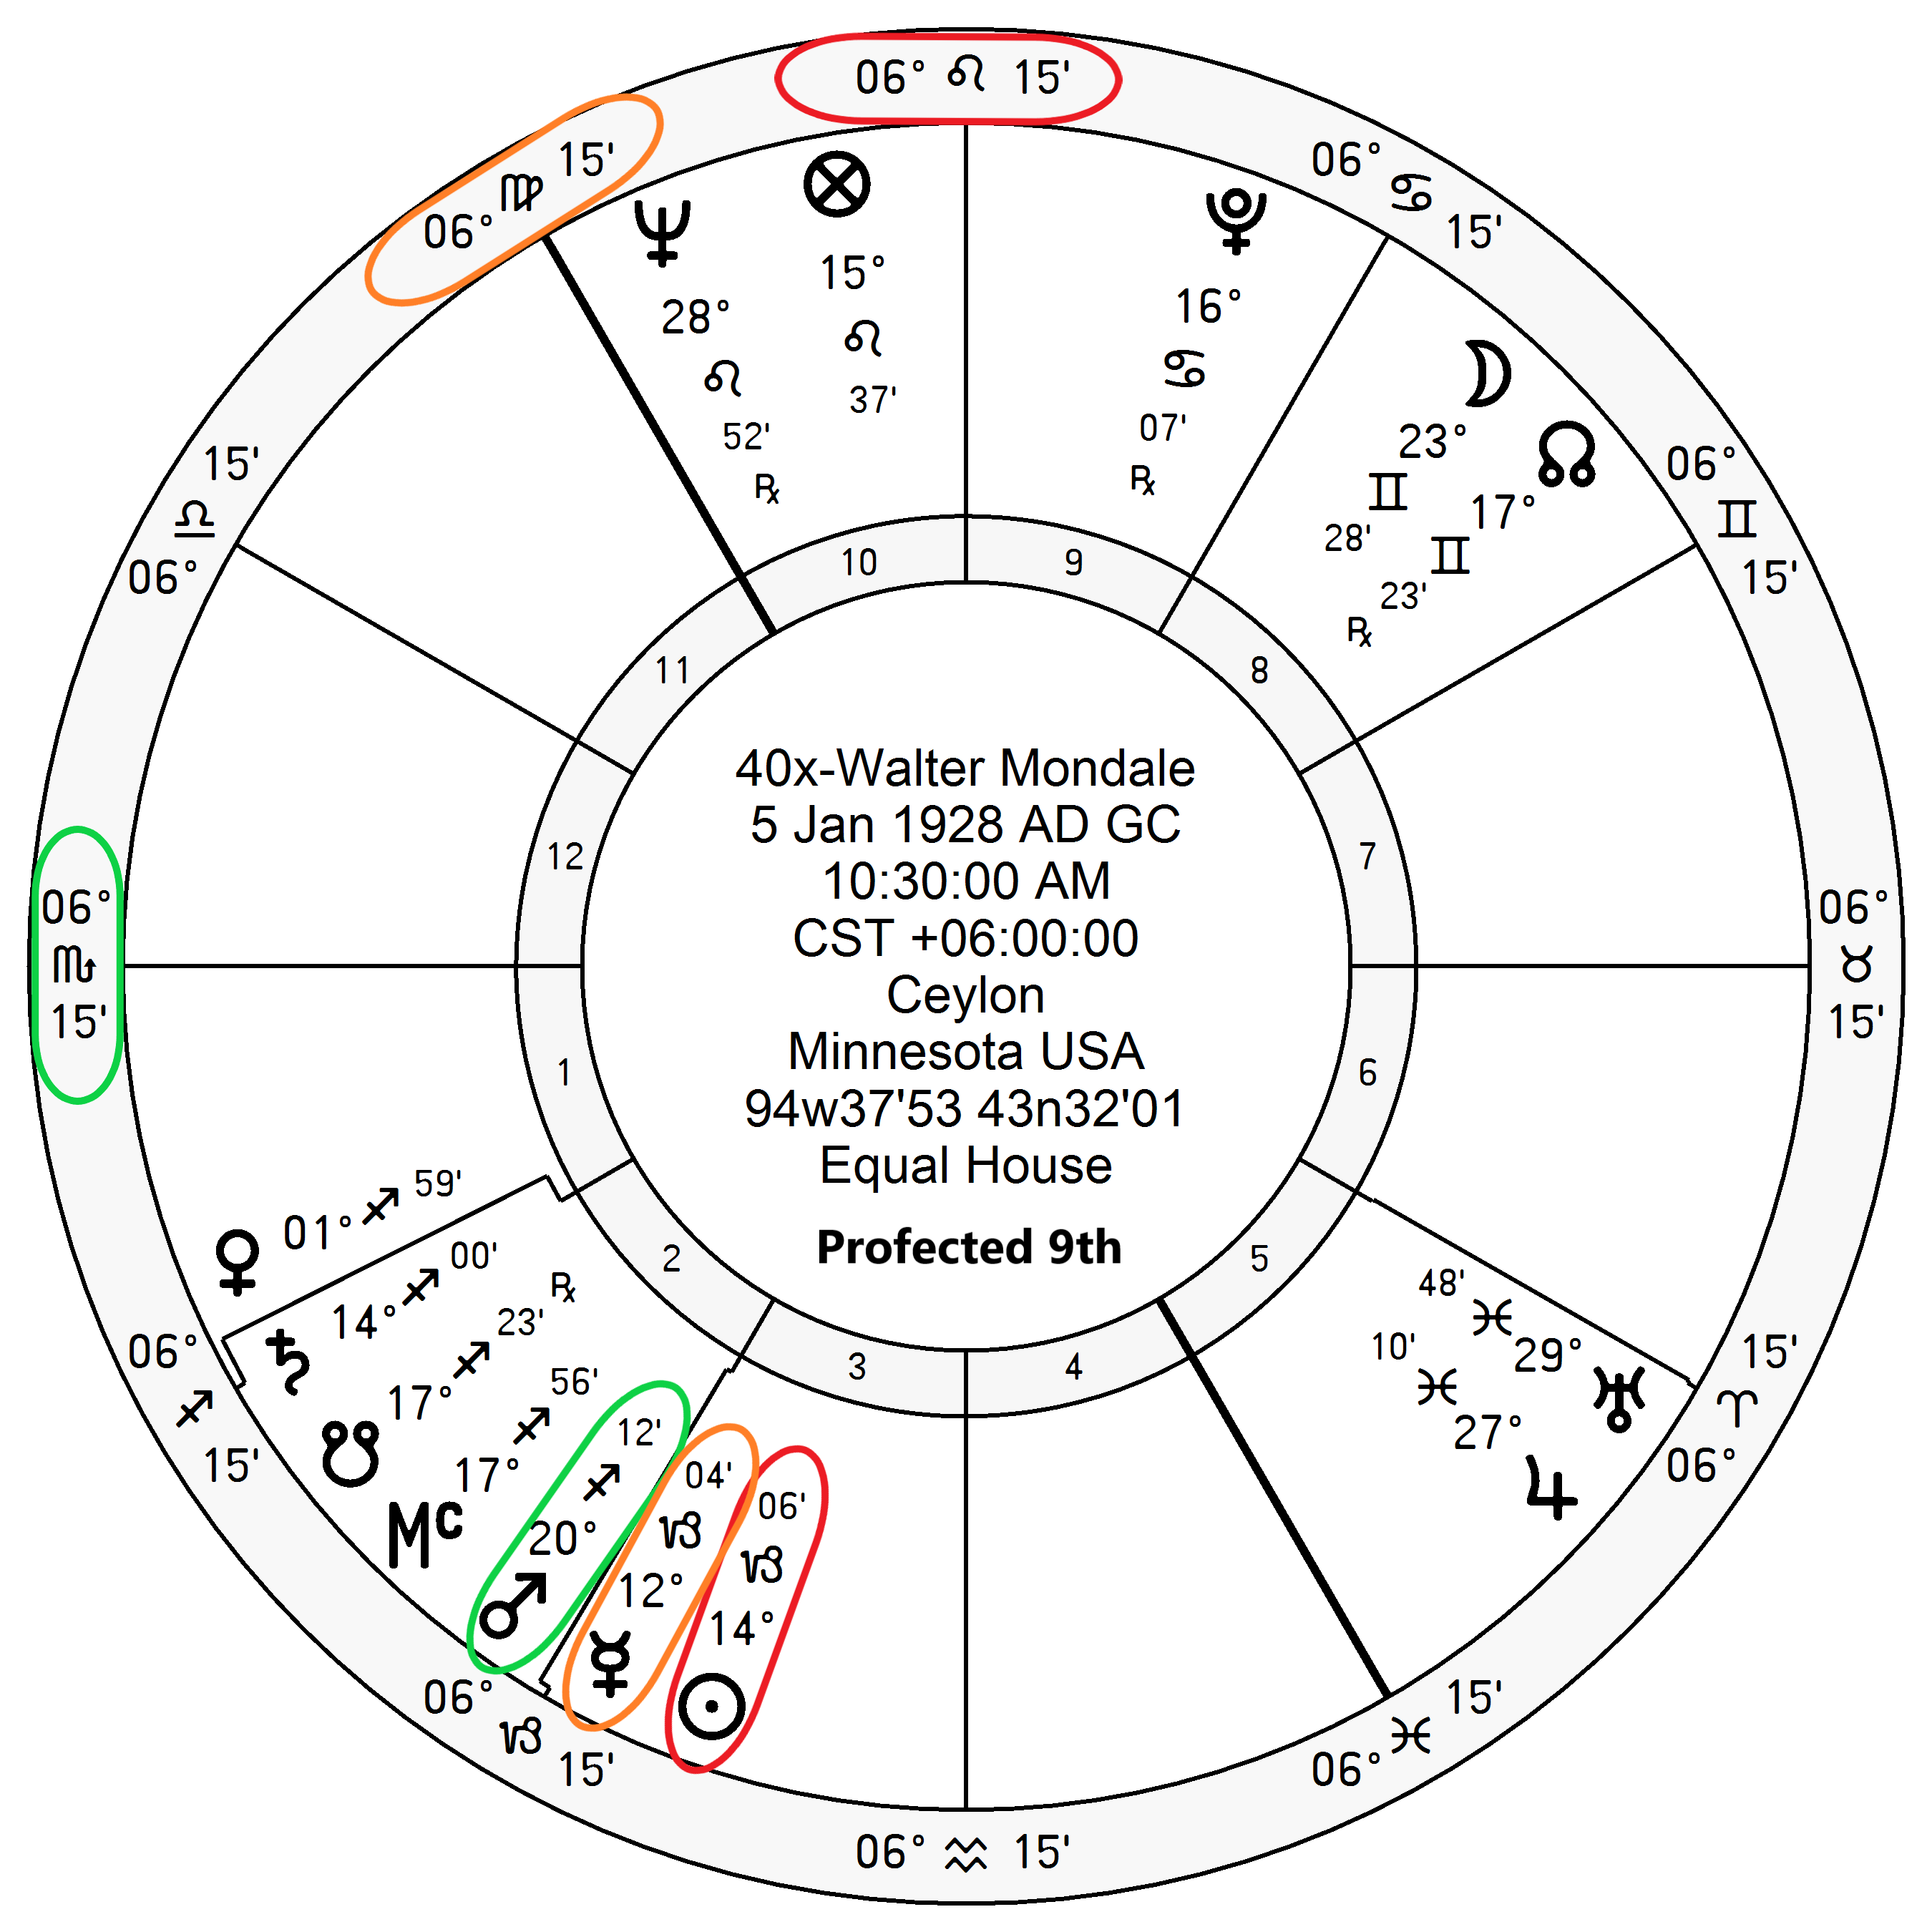 06° ♌ 15'
06° ♍ 15'
06° ♋ 15'
♆ 28° ♌ 52' ℞
⊗ 15° ♌ 37'
♇ 16° ♋ 07' ℞
☽ 23° ♊ 28'
☊ 17° ♊ 23' ℞
15' ♎ 06°
06° ♊ 15'
10
9
11
8
12
7
40x-Walter Mondale
5 Jan 1928 AD GC
10:30:00 AM
CST +06:00:00
Ceylon
Minnesota USA
94w37'53 43n32'01
Equal House
Profected 9th
06° ♏ 15'
06° ♉ 15'
1
6
2
5
3
4
♀ 01° ♐ 59'
♄ 14° ♐ 00'
☋ 17° ♐ 23' ℞
Mc 17° ♐ 56'
♂ 20° ♐ 12'
☿ 12° ♑ 04'
☉ 14° ♑ 06'
48' ♓ 29° ♅
10' ♓ 27° ♃
06° ♐ 15'
15' ♈ 06°
06° ♑ 15'
06° ♓ 15'
06° ♒ 15'